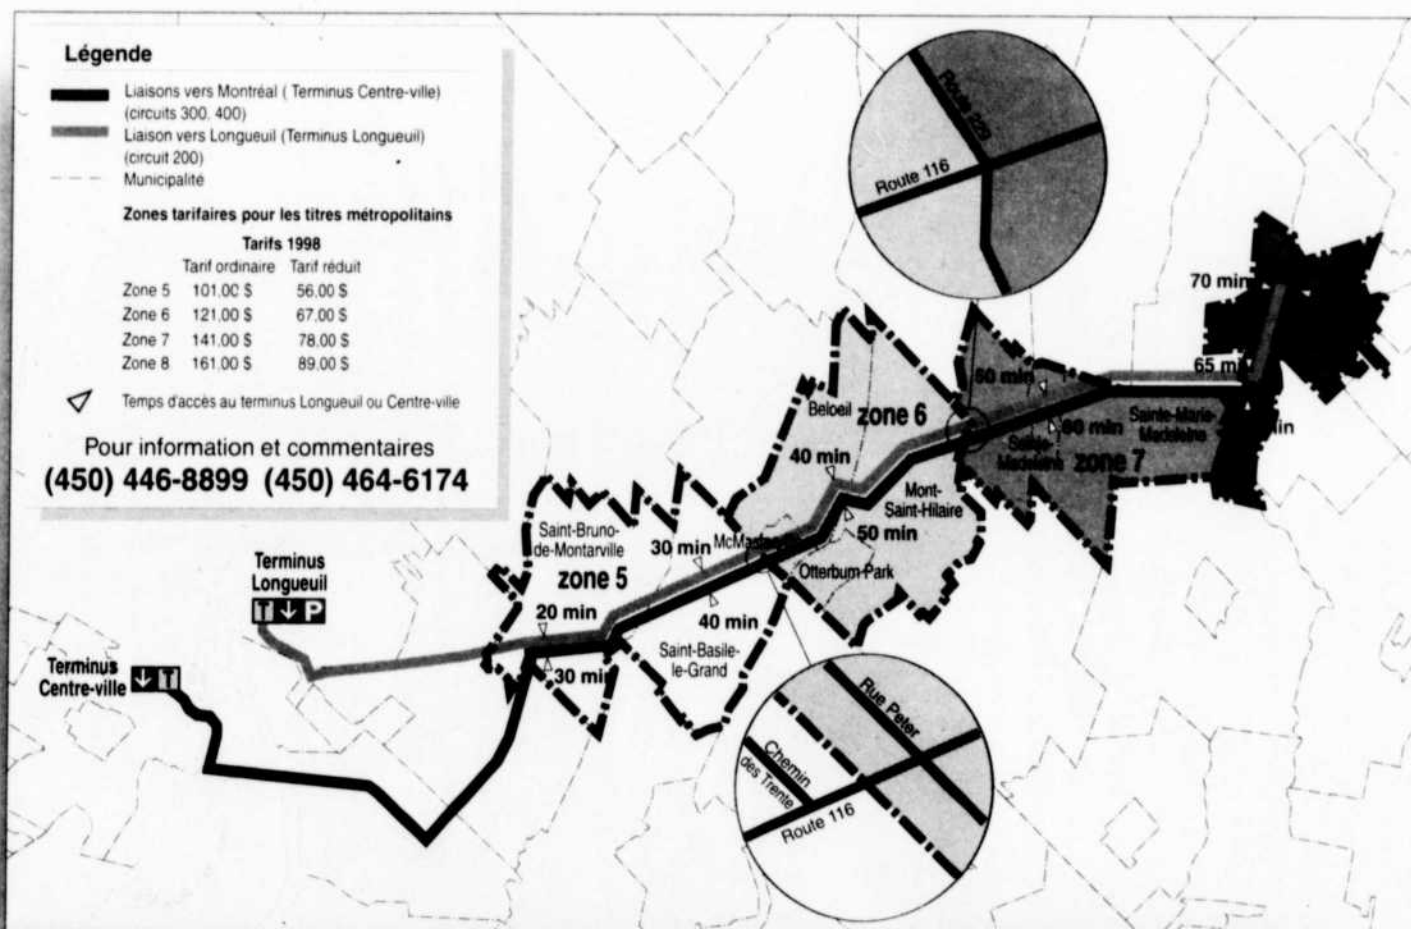 Légende
Liaisons vers Montréal ( Terminus Centre-ville)
(circuits 300. 400)
Liaison vers Longueuil (Terminus Longueuil)
(circuit 200)
Municipalité
Zones tarifaires pour les titres métropolitains
Tarifs 1998
Tarif ordinaire Tarif réduit
Zone 5 101.00 $ 56.00 $
Zone 6 121.00 $ 67.00 $
Zone 7 141.00 $ 78.00 $
Zone 8 161.00 $ 89.00 $
Temps d'accès au terminus Longueuil ou Centre-ville
Pour information et commentaires
(450) 446-8899 (450) 464-6174
Route 229
Route 116
70 min
65 min
60 min
60 min
Sainte-Marie-
Madeleine
Sainte-
Madeleine
zone 7
Beloeil
zone 6
40 min
Mont-
Saint-Hilaire
50 min
Otterburn Park
Saint-Bruno-
de-Montarville
zone 5
30 min
20 min
40 min
Saint-Basile-
le-Grand
30 min
Terminus
Longueuil
T P
Terminus
Centre-ville
T
Rue Peter
Chemin
des Trente
Route 116